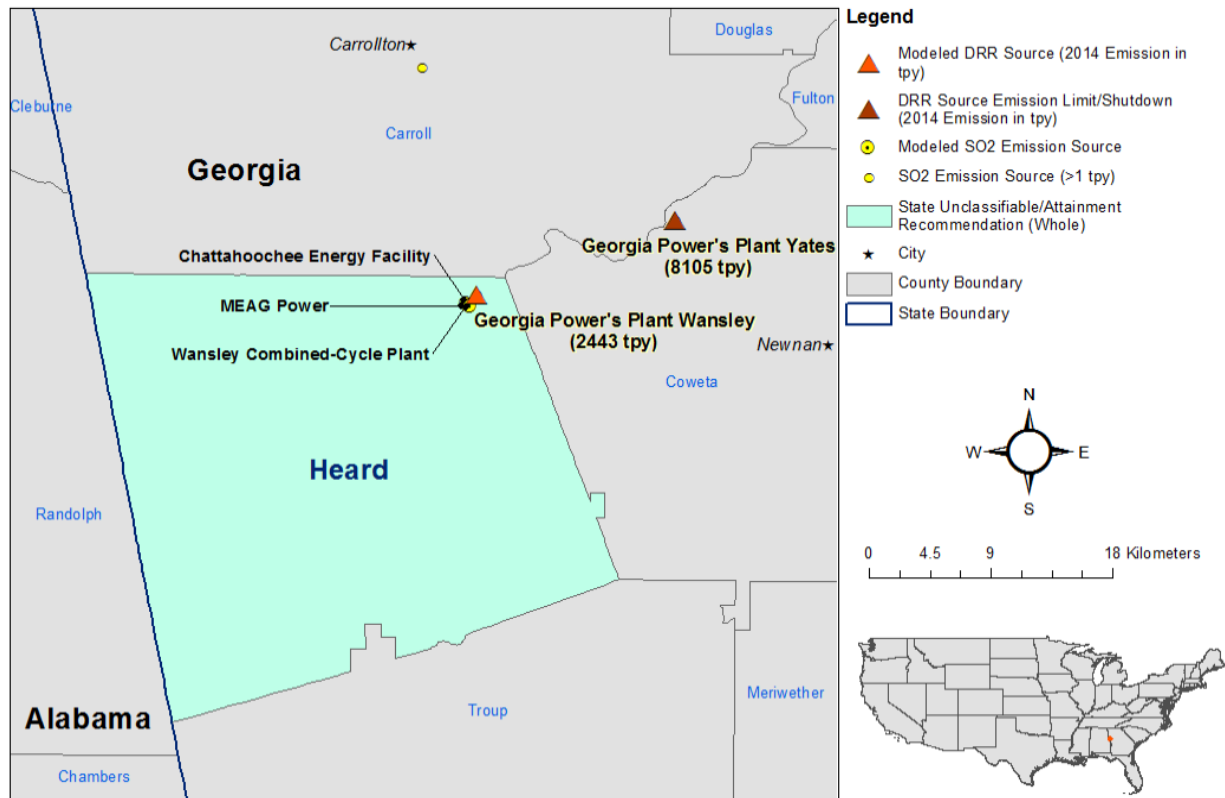 Douglas
Carrollton
Cleburne
Fulton
Carroll
Georgia
Georgia Power's Plant Yates
(8105 tpy)
Chattahoochee Energy Facility
MEAG Power
Georgia Power's Plant Wansley
(2443 tpy)
Wansley Combined-Cycle Plant
Newnan
Coweta
Heard
Randolph
Meriwether
Troup
Alabama
Chambers
Legend
Modeled DRR Source (2014 Emission in
tpy)
DRR Source Emission Limit/Shutdown
(2014 Emission in tpy)
Modeled SO2 Emission Source
SO2 Emission Source (>1 tpy)
State Unclassifiable/Attainment
Recommendation (Whole)
City
County Boundary
State Boundary
N
W
E
S
0 4.5 9 18 Kilometers